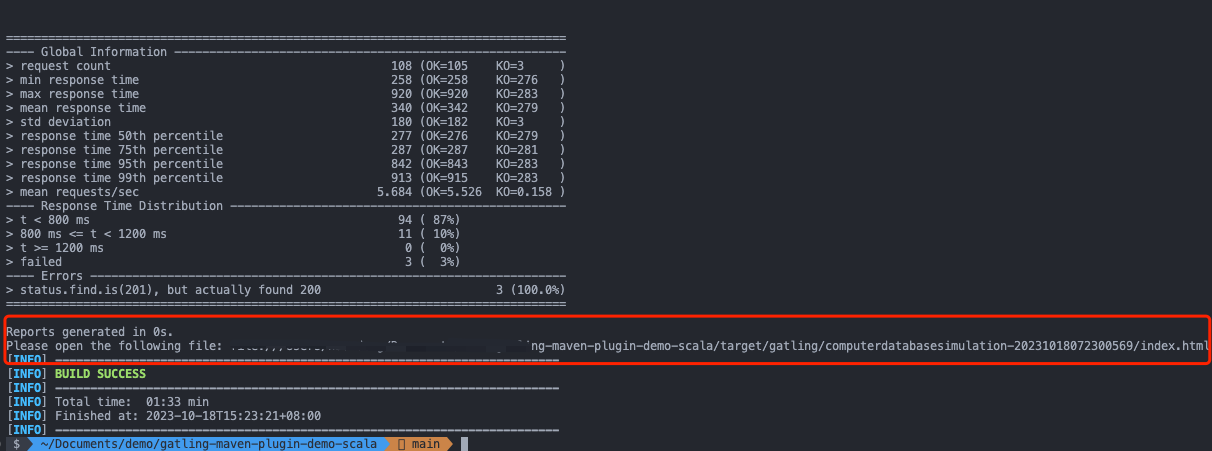 ================================================================================
---- Global Information --------------------------------------------------------
> request count                                        108 (OK=105    KO=3     )
> min response time                                    258 (OK=258    KO=276   )
> max response time                                    920 (OK=920    KO=283   )
> mean response time                                   340 (OK=342    KO=279   )
> std deviation                                        180 (OK=182    KO=3     )
> response time 50th percentile                        277 (OK=276    KO=279   )
> response time 75th percentile                        287 (OK=287    KO=281   )
> response time 95th percentile                        842 (OK=843    KO=283   )
> response time 99th percentile                        913 (OK=915    KO=283   )
> mean requests/sec                                  5.684 (OK=5.526  KO=0.158 )
---- Response Time Distribution ------------------------------------------------
> t < 800 ms                                            94 ( 87%)
> 800 ms <= t < 1200 ms                                 11 ( 10%)
> t >= 1200 ms                                           0 (  0%)
> failed                                                 3 (  3%)
---- Errors --------------------------------------------------------------------
> status.find.is(201), but actually found 200                         3 (100.0%)
================================================================================
Reports generated in 0s.
Please open the following file: ng-maven-plugin-demo-scala/target/gatling/computerdatabasesimulation-20231018072300569/index.html
[INFO] ------------------------------------------------------------------------
[INFO] BUILD SUCCESS
[INFO] ------------------------------------------------------------------------
[INFO] Total time:  01:33 min
[INFO] Finished at: 2023-10-18T15:23:21+08:00
[INFO] ------------------------------------------------------------------------
$ ~/Documents/demo/gatling-maven-plugin-demo-scala main